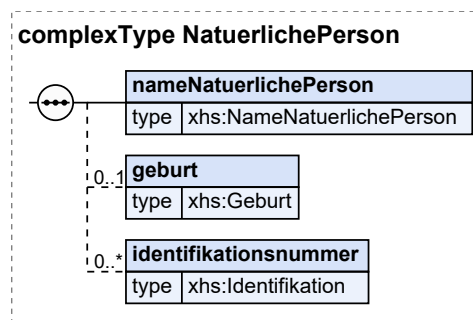 complexType NatuerlichePerson
nameNatuerlichePerson
type xhs:NameNatuerlichePerson
0..1 geburt
type xhs:Geburt
0..* identifikationsnummer
type xhs:Identifikation